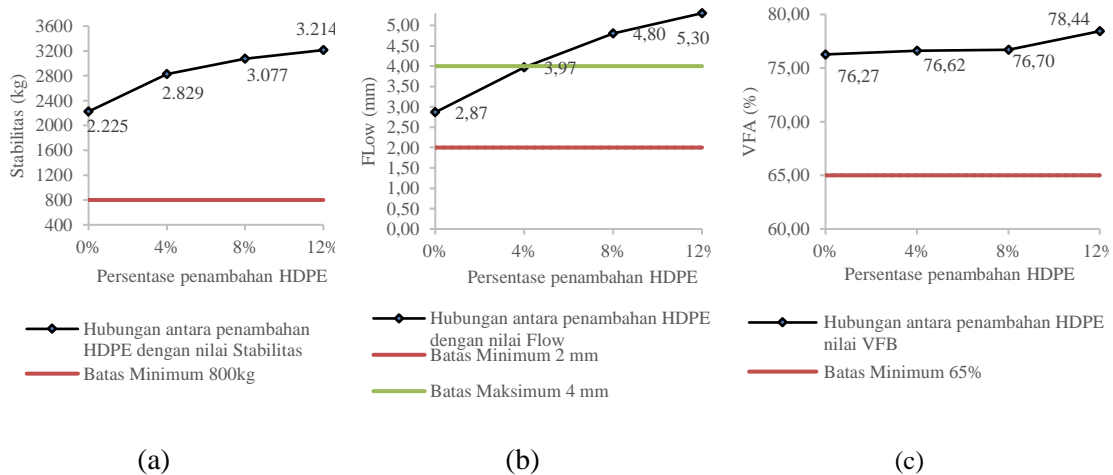 Stabilitas (kg)
3600
3200
2800
2400
2000
1600
1200
800
400
2.225
2.829
3.077
3.214
0% 4% 8% 12%
Persentase penambahan HDPE
Hubungan antara penambahan
HDPE dengan nilai Stabilitas
Batas Minimum 800kg
(a)
FLow (mm)
5,00
4,50
4,00
3,50
3,00
2,50
2,00
1,50
1,00
0,50
0,00
2,87
3,97
4,80
5,30
0% 4% 8% 12%
Persentase penambahan HDPE
Hubungan antara penambahan HDPE
dengan nilai Flow
Batas Minimum 2 mm
Batas Maksimum 4 mm
(b)
VFA (%)
80,00
75,00
70,00
65,00
60,00
76,27
76,62
76,70
78,44
0% 4% 8% 12%
Persentase penambahan HDPE
Hubungan antara penambahan HDPE
nilai VFB
Batas Minimum 65%
(c)